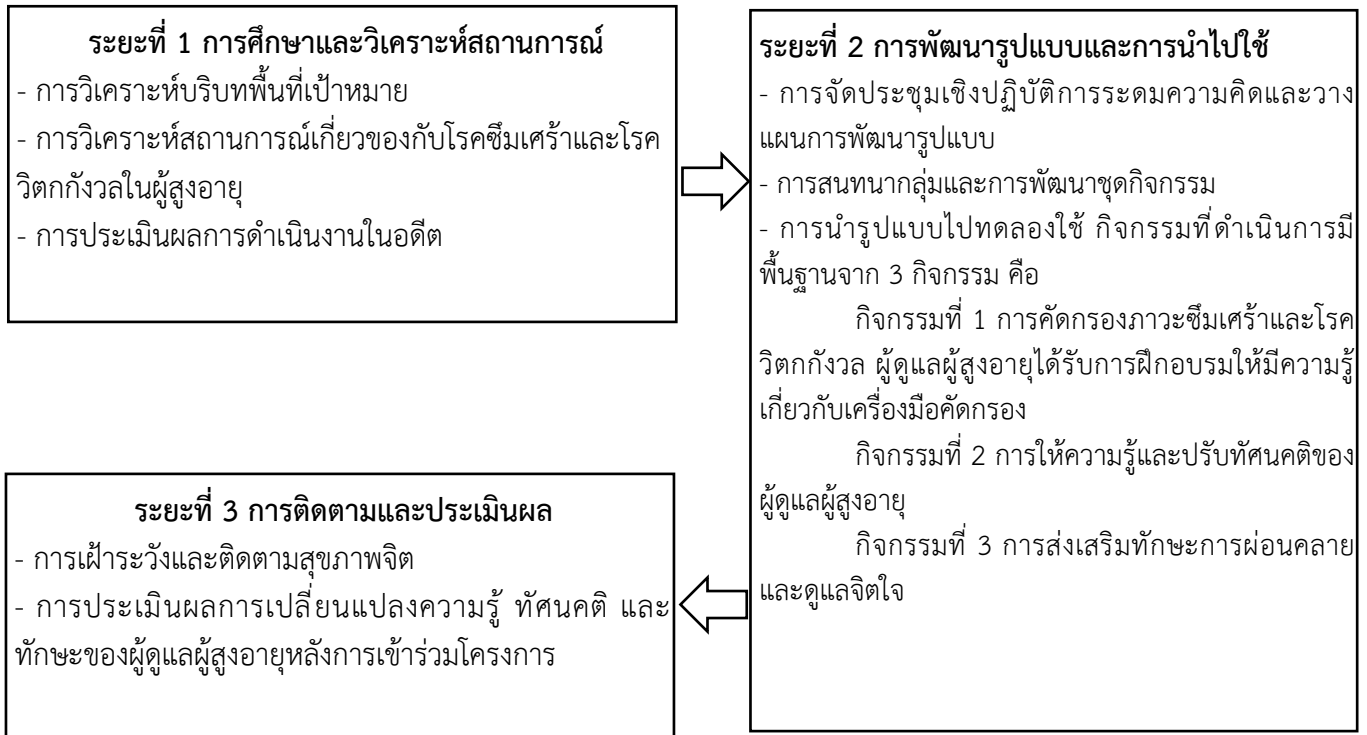 ระยะที่ 1 การศึกษาและวิเคราะห์สถานการณ์
- การวิเคราะห์บริบทพื้นที่เป้าหมาย
- การวิเคราะห์สถานการณ์เกี่ยวของกับโรคซึมเศร้าและโรค
วิตกกังวลในผู้สูงอายุ
- การประเมินผลการดำเนินงานในอดีต
ระยะที่ 2 การพัฒนารูปแบบและการนำไปใช้
- การจัดประชุมเชิงปฏิบัติการระดมความคิดและวาง
แผนการพัฒนารูปแบบ
- การสนทนากลุ่มและการพัฒนาชุดกิจกรรม
- การนำรูปแบบไปทดลองใช้ กิจกรรมที่ดำเนินการมี
พื้นฐานจาก 3 กิจกรรม คือ
กิจกรรมที่ 1 การคัดกรองภาวะซึมเศร้าและโรค
วิตกกังวล ผู้ดูแลผู้สูงอายุได้รับการฝึกอบรมให้มีความรู้
เกี่ยวกับเครื่องมือคัดกรอง
กิจกรรมที่ 2 การให้ความรู้และปรับทัศนคติของ
ผู้ดูแลผู้สูงอายุ
กิจกรรมที่ 3 การส่งเสริมทักษะการผ่อนคลาย
และดูแลจิตใจ
ระยะที่ 3 การติดตามและประเมินผล
- การเฝ้าระวังและติดตามสุขภาพจิต
- การประเมินผลการเปลี่ยนแปลงความรู้ ทัศนคติ และ
ทักษะของผู้ดูแลผู้สูงอายุหลังการเข้าร่วมโครงการ